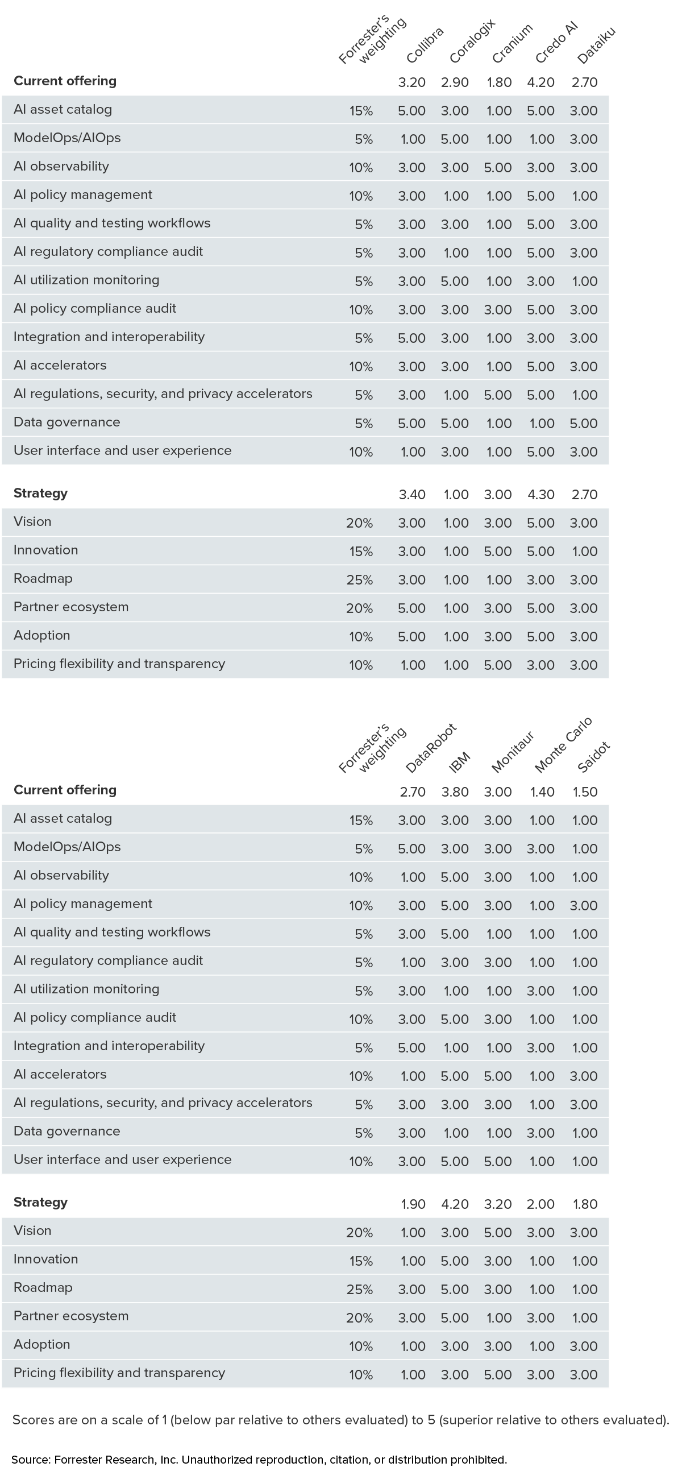 Forrester's weighting Collibra Coralogix Cranium Credo AI Dataiku
Current offering 3.20 2.90 1.80 4.20 2.70
AI asset catalog 15% 5.00 3.00 1.00 5.00 3.00
ModelOps/AIOps 5% 1.00 5.00 1.00 1.00 3.00
AI observability 10% 3.00 3.00 5.00 3.00 3.00
AI policy management 10% 3.00 1.00 1.00 5.00 1.00
AI quality and testing workflows 5% 3.00 3.00 1.00 5.00 3.00
AI regulatory compliance audit 5% 3.00 1.00 1.00 5.00 3.00
AI utilization monitoring 5% 3.00 5.00 1.00 3.00 1.00
AI policy compliance audit 10% 3.00 3.00 3.00 5.00 3.00
Integration and interoperability 5% 5.00 3.00 1.00 3.00 3.00
AI accelerators 10% 3.00 3.00 1.00 5.00 3.00
AI regulations, security, and privacy accelerators 5% 3.00 1.00 5.00 5.00 1.00
Data governance 5% 5.00 5.00 1.00 1.00 5.00
User interface and user experience 10% 1.00 3.00 1.00 5.00 3.00
Strategy 3.40 1.00 3.00 4.30 2.70
Vision 20% 3.00 1.00 3.00 5.00 3.00
Innovation 15% 3.00 1.00 5.00 5.00 1.00
Roadmap 25% 3.00 1.00 1.00 3.00 3.00
Partner ecosystem 20% 5.00 1.00 3.00 5.00 3.00
Adoption 10% 5.00 1.00 3.00 5.00 3.00
Pricing flexibility and transparency 10% 1.00 1.00 5.00 3.00 3.00
Forrester's weighting DataRobot IBM Monitaur Monte Carlo Saidot
Current offering 2.70 3.80 3.00 1.40 1.50
AI asset catalog 15% 3.00 3.00 3.00 1.00 1.00
ModelOps/AIOps 5% 5.00 3.00 3.00 3.00 1.00
AI observability 10% 1.00 5.00 3.00 1.00 1.00
AI policy management 10% 3.00 5.00 3.00 1.00 3.00
AI quality and testing workflows 5% 3.00 5.00 1.00 1.00 1.00
AI regulatory compliance audit 5% 1.00 3.00 3.00 1.00 1.00
AI utilization monitoring 5% 3.00 1.00 1.00 3.00 1.00
AI policy compliance audit 10% 3.00 5.00 3.00 1.00 1.00
Integration and interoperability 5% 5.00 1.00 1.00 3.00 1.00
AI accelerators 10% 1.00 5.00 5.00 1.00 3.00
AI regulations, security, and privacy accelerators 5% 3.00 3.00 3.00 1.00 3.00
Data governance 5% 3.00 1.00 1.00 3.00 1.00
User interface and user experience 10% 3.00 5.00 5.00 1.00 1.00
Strategy 1.90 4.20 3.20 2.00 1.80
Vision 20% 1.00 3.00 5.00 3.00 3.00
Innovation 15% 1.00 5.00 3.00 1.00 1.00
Roadmap 25% 3.00 5.00 3.00 1.00 1.00
Partner ecosystem 20% 3.00 5.00 1.00 3.00 1.00
Adoption 10% 1.00 3.00 3.00 1.00 3.00
Pricing flexibility and transparency 10% 1.00 3.00 5.00 3.00 3.00
Scores are on a scale of 1 (below par relative to others evaluated) to 5 (superior relative to others evaluated).
Source: Forrester Research, Inc. Unauthorized reproduction, citation, or distribution prohibited.